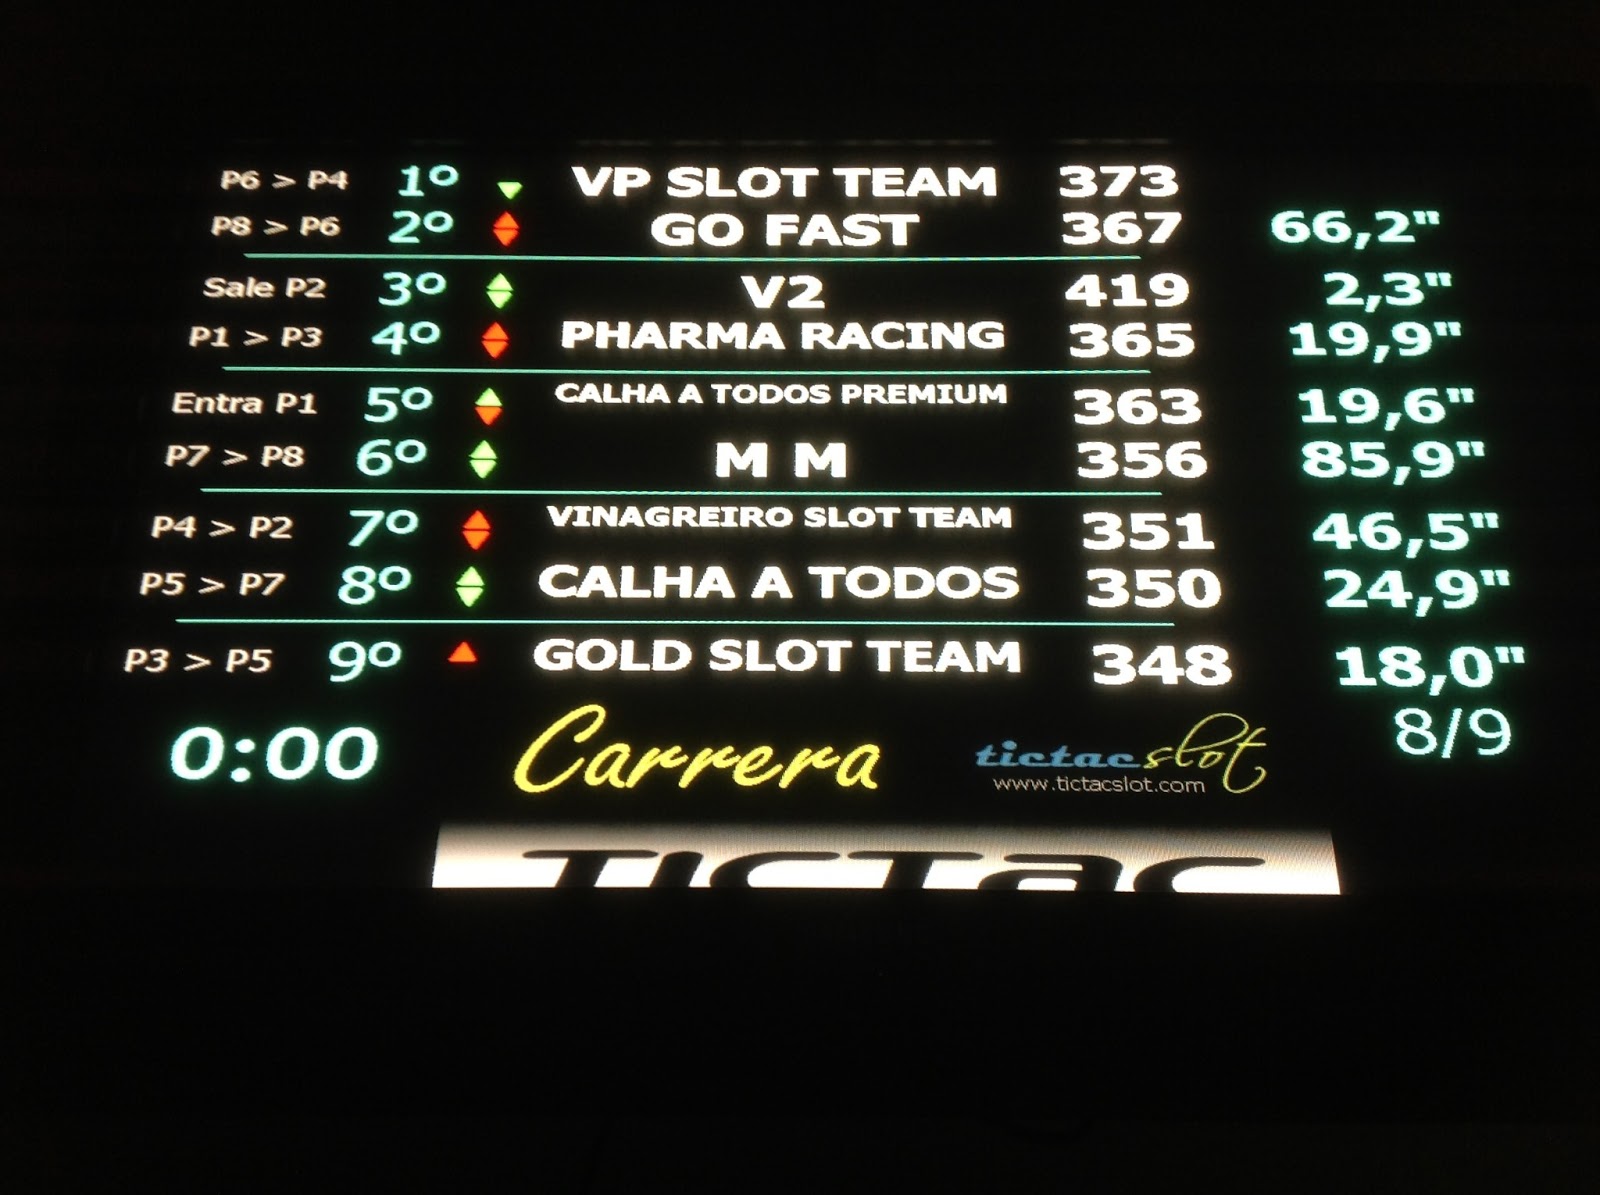 P6 > P4 1º VP SLOT TEAM 373
P8 > P6 2º GO FAST 367 66,2"
Sale P2 3º V2 419 2,3"
P1 > P3 4º PHARMA RACING 365 19,9"
Entra P1 5º CALHA A TODOS PREMIUM 363 19,6"
P7 > P8 6º M M 356 85,9"
P4 > P2 7º VINAGREIRO SLOT TEAM 351 46,5"
P5 > P7 8º CALHA A TODOS 350 24,9"
P3 > P5 9º GOLD SLOT TEAM 348 18,0"
8/9
0:00 Carrera tictacslot
www.tictacslot.com
TICTAC